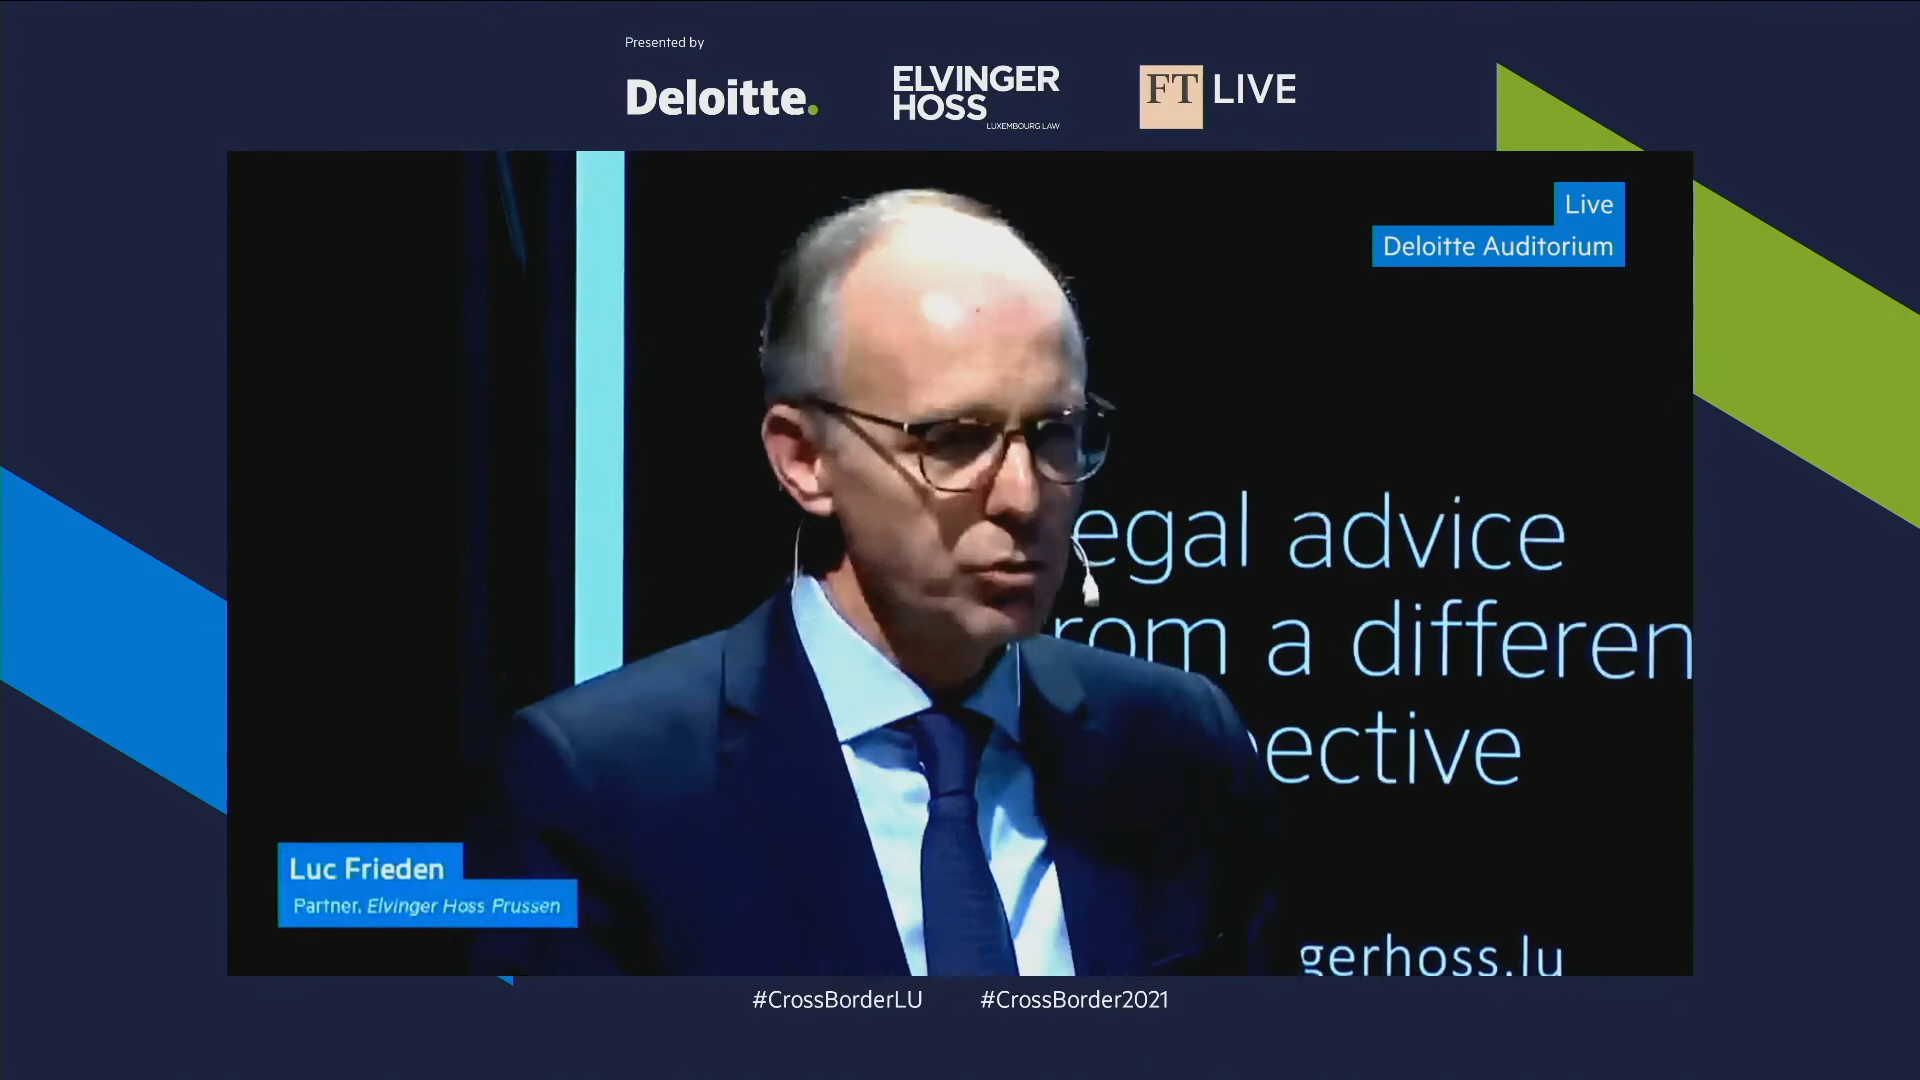 Presented by
Deloitte.
ELVINGER
HOSS
LUXEMBOURG LAW
FT LIVE
Live
Deloitte Auditorium
egal advice
rom a differen
ective
gerhoss.lu
Luc Frieden
Partner, Elvinger Hoss Prussen
#CrossBorderLU #CrossBorder2021